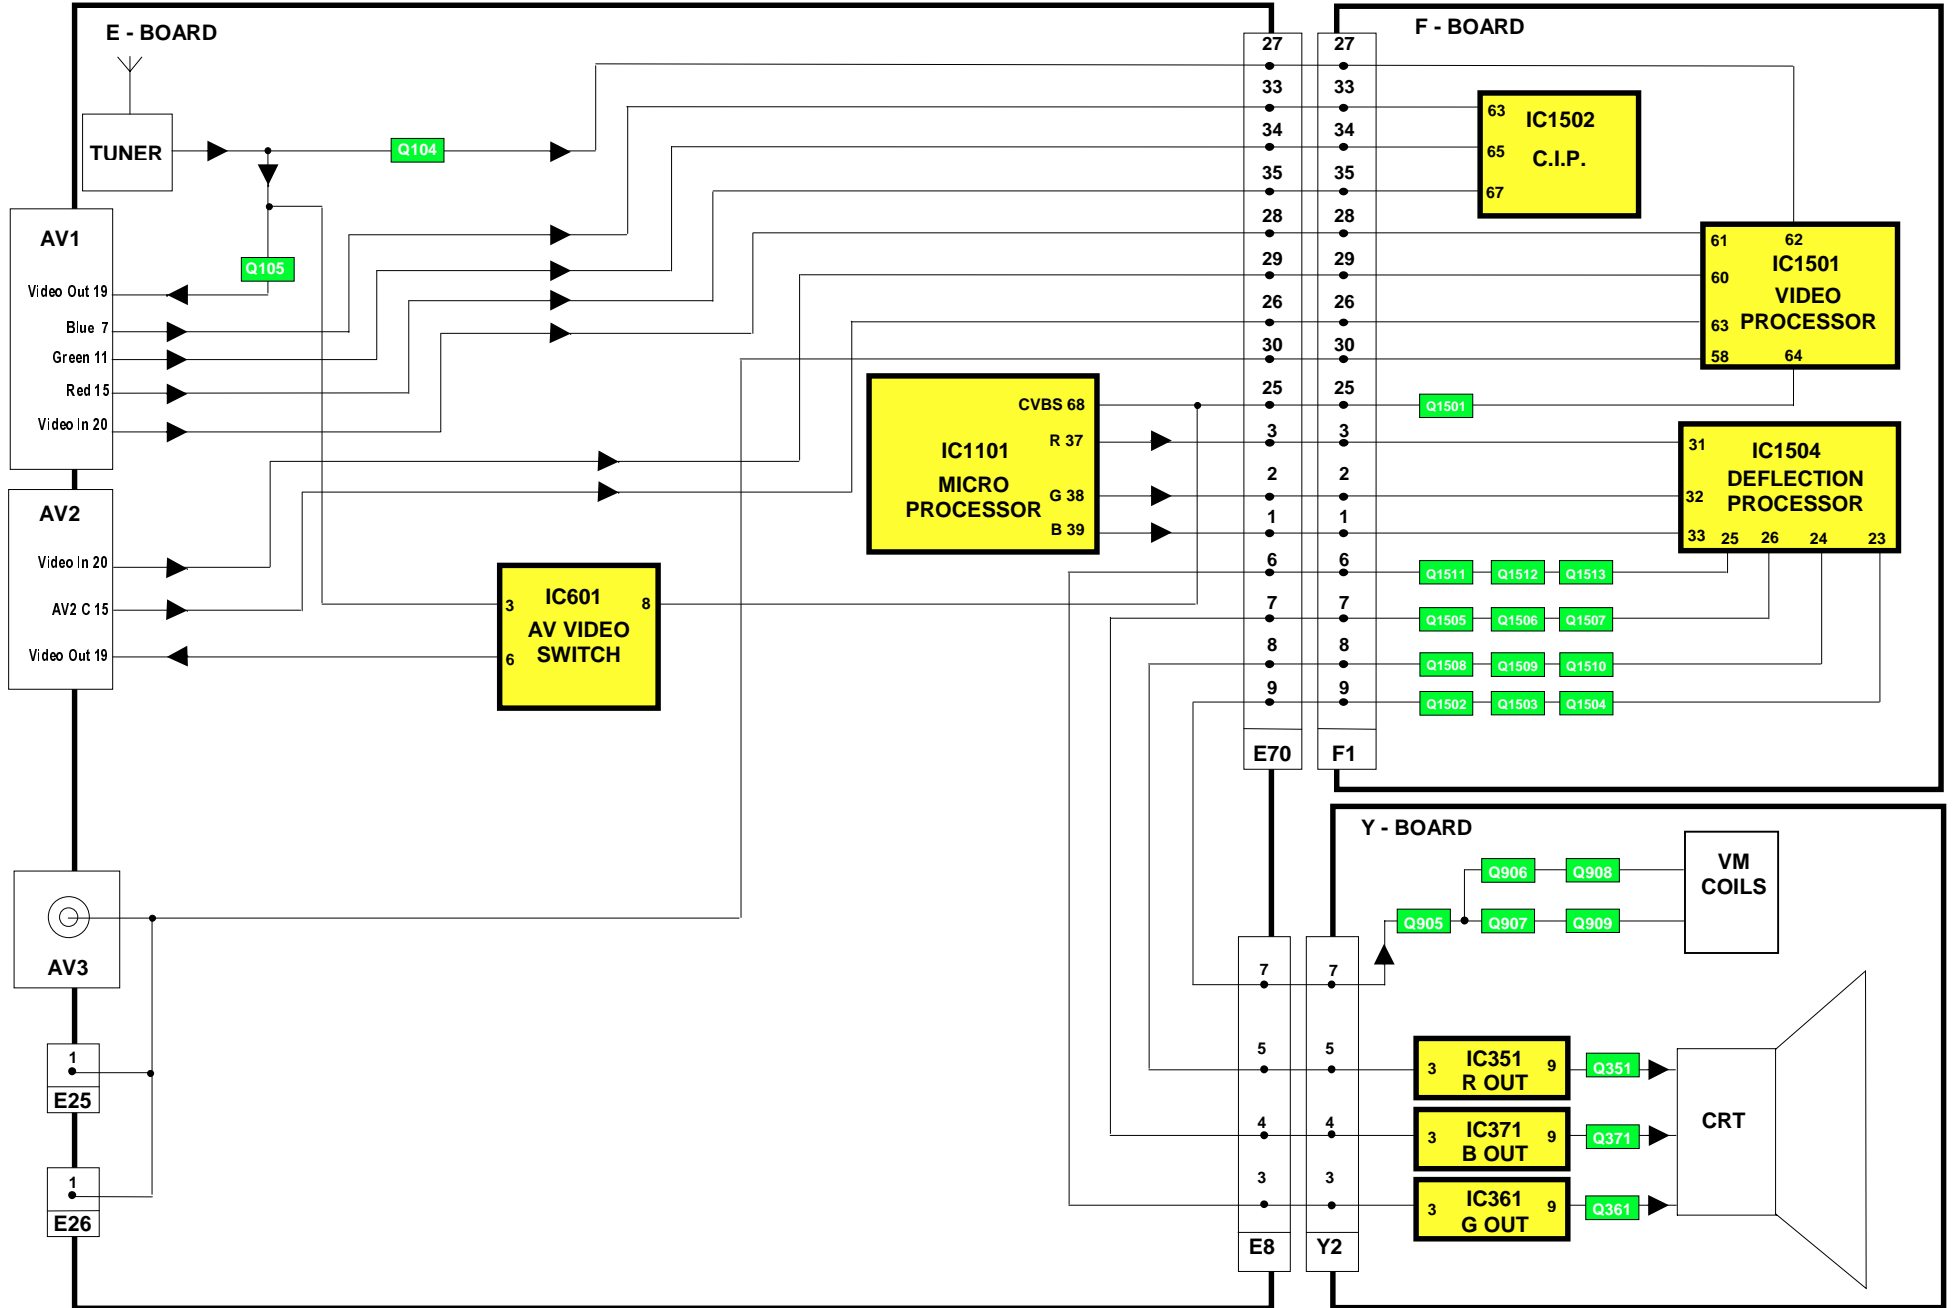 E - BOARD
TUNER
Q104
Q105
AV1
Video Out 19
Blue 7
Green 11
Red 15
Video In 20
AV2
Video In 20
AV2 C 15
Video Out 19
AV3
1
E25
1
E26
3
IC601
8
AV VIDEO
SWITCH
6
CVBS 68
R 37
IC1101
MICRO
PROCESSOR
G 38
B 39
27
33
34
35
28
29
26
30
25
3
2
1
6
7
8
9
E70
27
33
34
35
28
29
26
30
25
3
2
1
6
7
8
9
F1
F - BOARD
63
IC1502
65
C.I.P.
67
61
62
IC1501
60
VIDEO
63
PROCESSOR
58
64
Q1501
31
IC1504
DEFLECTION
32
PROCESSOR
33
25
26
24
23
Q1511
Q1512
Q1513
Q1505
Q1506
Q1507
Q1508
Q1509
Q1510
Q1502
Q1503
Q1504
Y - BOARD
Q906
Q908
VM
COILS
Q905
Q907
Q909
7
5
4
3
E8
7
5
4
3
Y2
3
IC351
9
R OUT
Q351
3
IC371
9
B OUT
Q371
3
IC361
9
G OUT
Q361
CRT